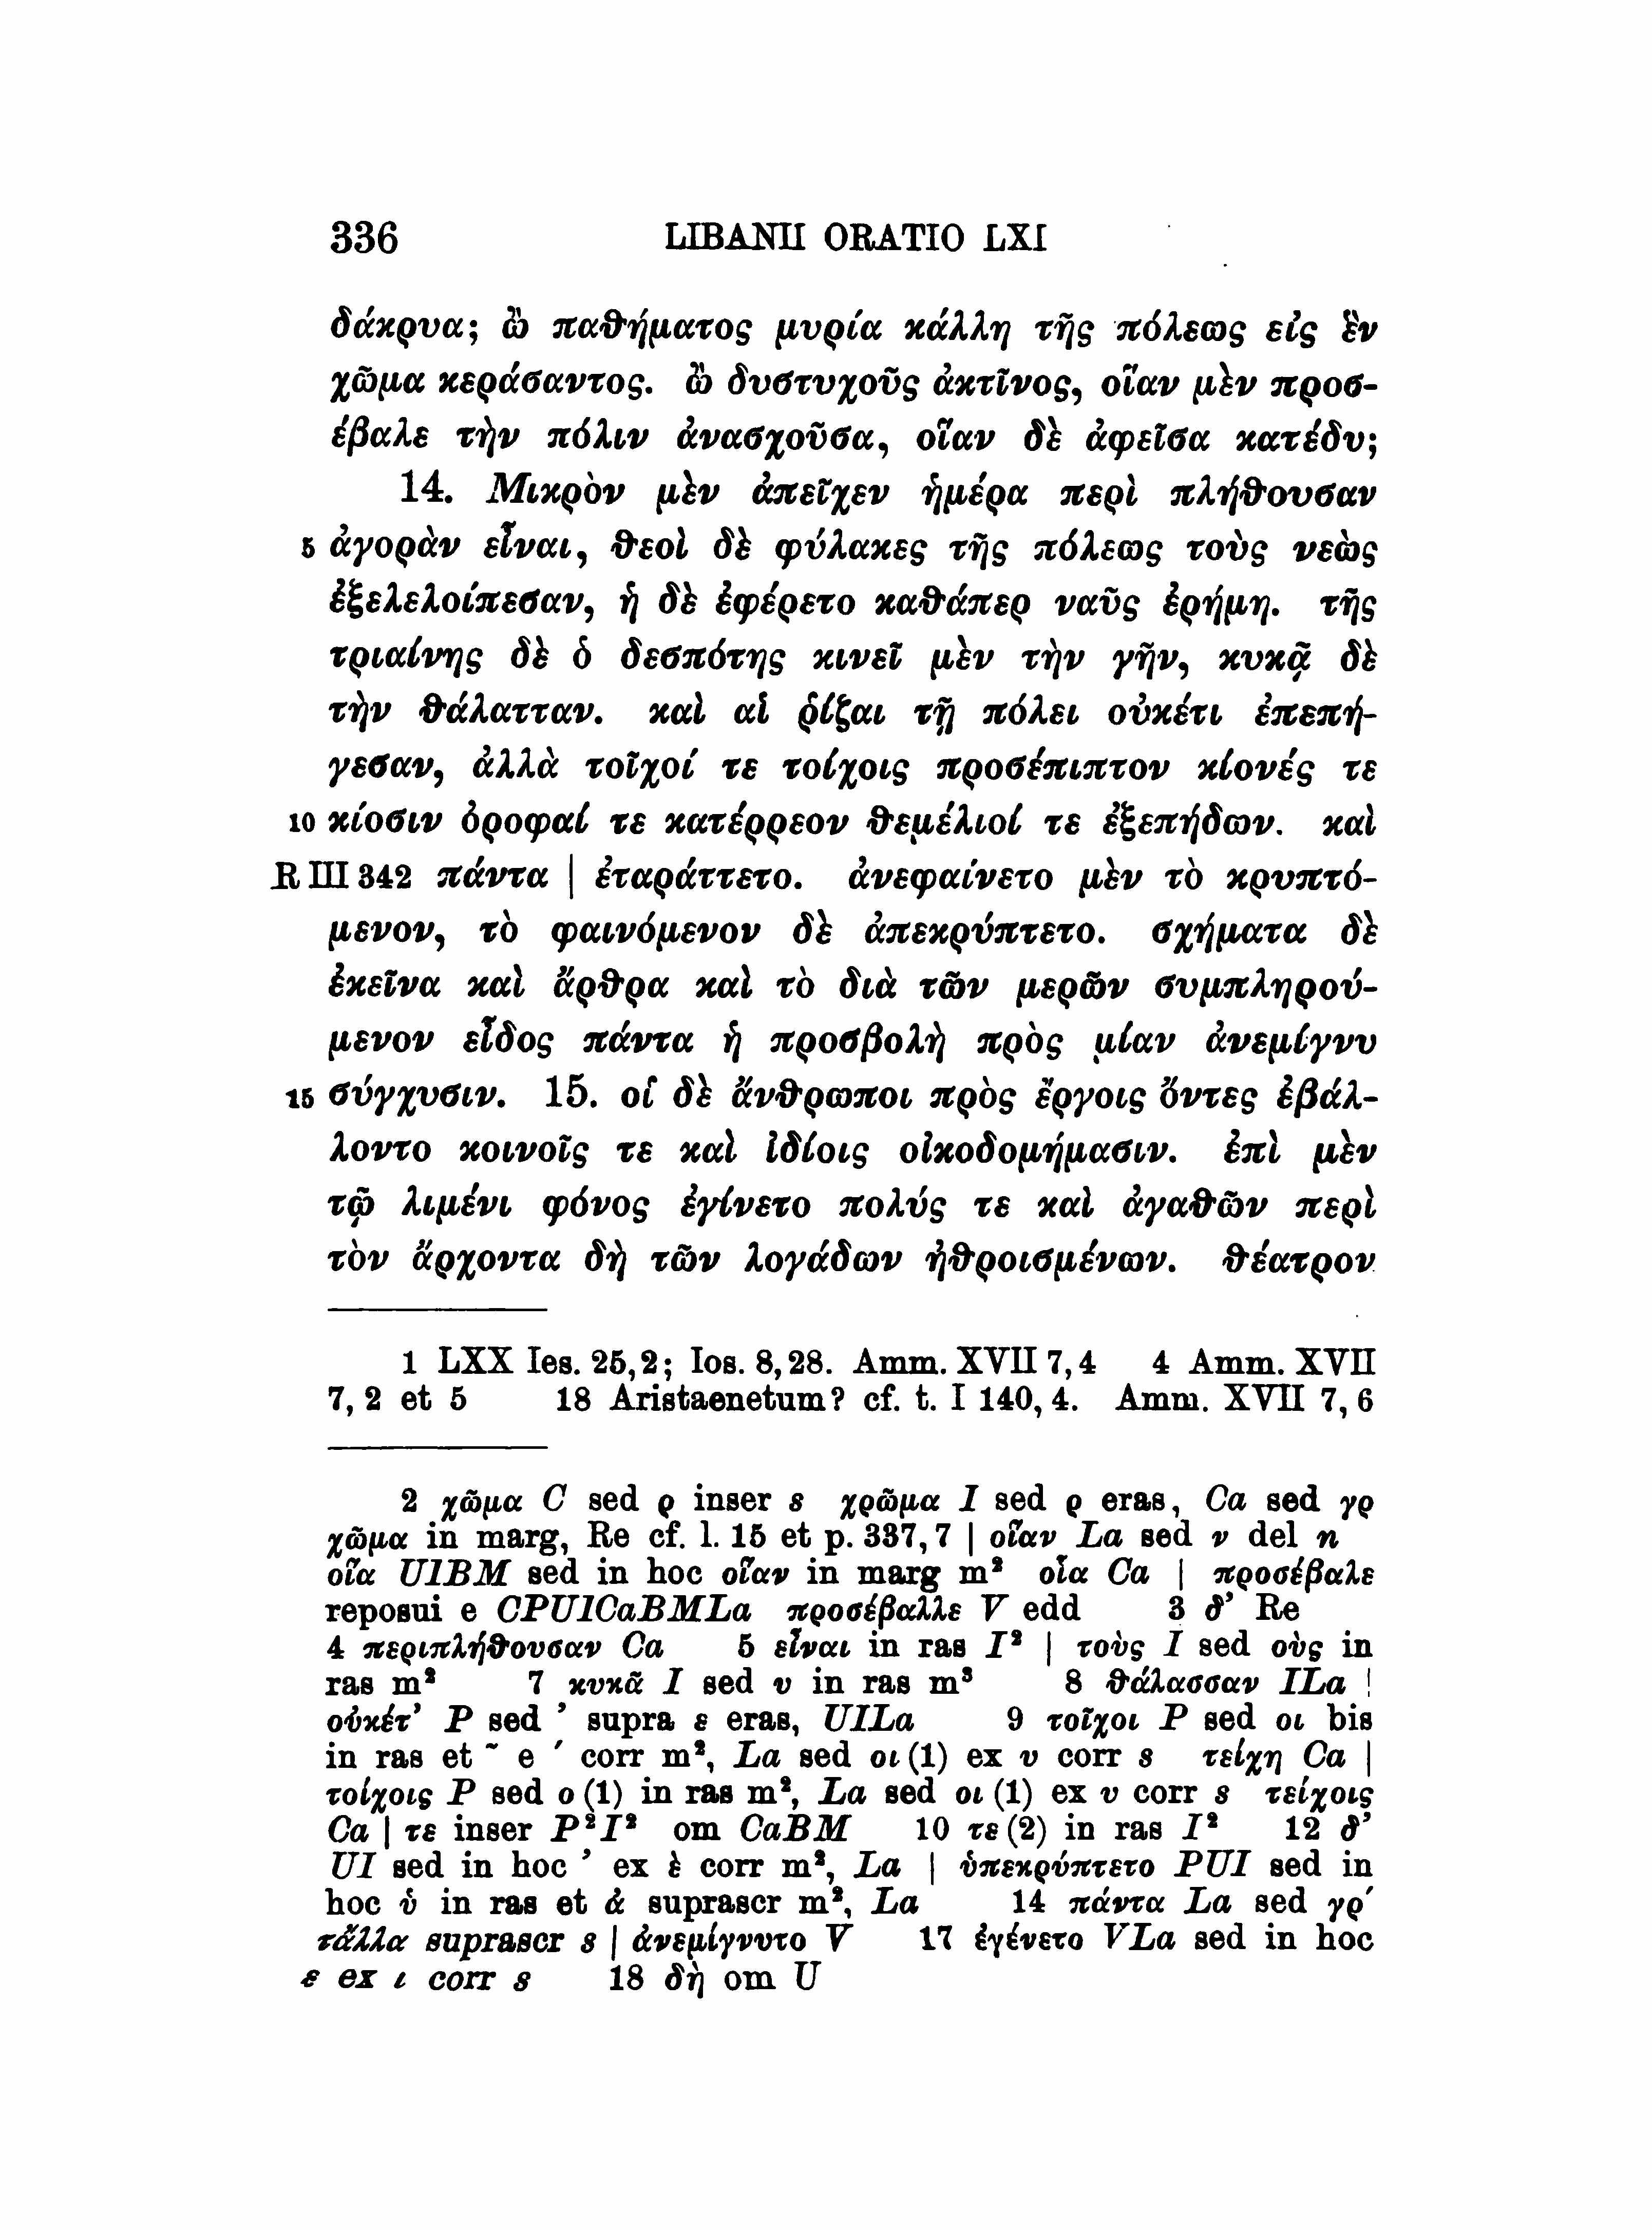 336 LIBANII ORATIO LXI
δάκρυα; ὢ παθήματος μυρία κάλλη τῆς πόλεως εἰς ἓν
χῶμα κεράσαντος. ὢ δυστυχοῦς ἀκτῖνος, οἵαν μὲν προσ-
έβαλε τὴν πόλιν ἀνασχοῦσα, οἵαν δὲ ἀφεῖσα κατέδυ;
14. Μικρὸν μὲν ἀπεῖχεν ἡμέρα περὶ πλήθουσαν
5 ἀγορὰν εἶναι, θεοὶ δὲ φύλακες τῆς πόλεως τοὺς νεὼς
ἐξελελοίπεσαν, ἡ δὲ ἐφέρετο καθάπερ ναῦς ἐρήμη. τῆς
τριαίνης δὲ ὁ δεσπότης κινεῖ μὲν τὴν γῆν, κυκᾷ δὲ
τὴν θάλατταν. καὶ αἱ ῥίζαι τῇ πόλει οὐκέτι ἐπεπή-
γεσαν, ἀλλὰ τοῖχοί τε τοίχοις προσέπιπτον κίονές τε
10 κίοσιν ὀροφαί τε κατέρρεον θεμέλιοί τε ἐξεπήδων. καὶ
R III 342 πάντα | ἐταράττετο. ἀνεφαίνετο μὲν τὸ κρυπτό-
μενον, τὸ φαινόμενον δὲ ἀπεκρύπτετο. σχήματα δὲ
ἐκεῖνα καὶ ἄρθρα καὶ τὸ διὰ τῶν μερῶν συμπληρού-
μενον εἶδος πάντα ἡ προσβολὴ πρὸς μίαν ἀνεμίγνυ
15 σύγχυσιν. 15. οἱ δὲ ἄνθρωποι πρὸς ἔργοις ὄντες ἐβάλ-
λοντο κοινοῖς τε καὶ ἰδίοις οἰκοδομήμασιν. ἐπὶ μὲν
τῷ λιμένι φόνος ἐγίνετο πολύς τε καὶ ἀγαθῶν περὶ
τὸν ἄρχοντα δὴ τῶν λογάδων ἠθροισμένων. θέατρον
1 LXX Ies. 25,2; Ios. 8,28. Amm. XVII 7,4 4 Amm. XVII
7, 2 et 5 18 Aristaenetum? cf. t. I 140, 4. Amm. XVII 7, 6
2 χῶμα C sed ρ inser s χρῶμα I sed ρ eras, Ca sed γρ
χῶμα in marg, Re cf. l. 15 et p. 337,7 | οἵαν La sed ν del n
οἵα UIBM sed in hoc οἵαν in marg m² οἷα Ca | προσέβαλε
reposui e CPUICaBMLa προσέβαλλε V edd 3 δ’ Re
4 περιπλήθουσαν Ca 5 εἶναι in ras I² | τοὺς I sed οὺς in
ras m² 7 κυκᾶ I sed υ in ras m³ 8 θάλασσαν ILa |
οὐκέτ’ P sed ’ supra ε eras, UILa 9 τοῖχοι P sed οι bis
in ras et ῀ e ´ corr m², La sed οι (1) ex υ corr s τείχη Ca |
τοίχοις P sed ο (1) in ras m², La sed οι (1) ex υ corr s τείχοις
Ca | τε inser P²I² om CaBM 10 τε (2) in ras I² 12 δ’
UI sed in hoc ’ ex ὲ corr m², La | ὑπεκρύπτετο PUI sed in
hoc ὑ in ras et ἀ suprascr m², La 14 πάντα La sed γρ´
τἄλλα suprascr s | ἀνεμίγνυτο V 17 ἐγένετο VLa sed in hoc
ε ex ι corr s 18 δὴ om U